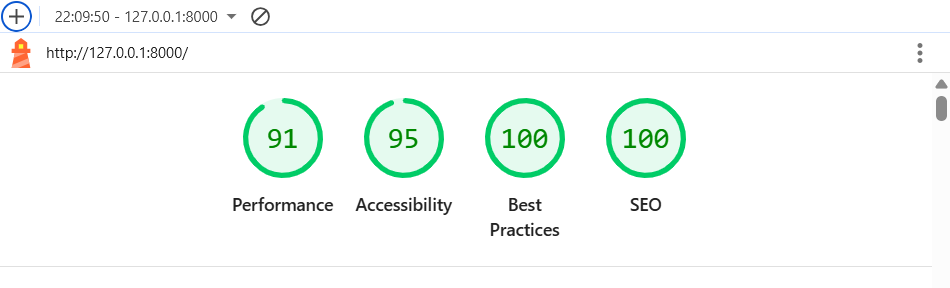 22:09:50 - 127.0.0.1:8000
http://127.0.0.1:8000/
91
95
100
100
Performance
Accessibility
Best
Practices
SEO